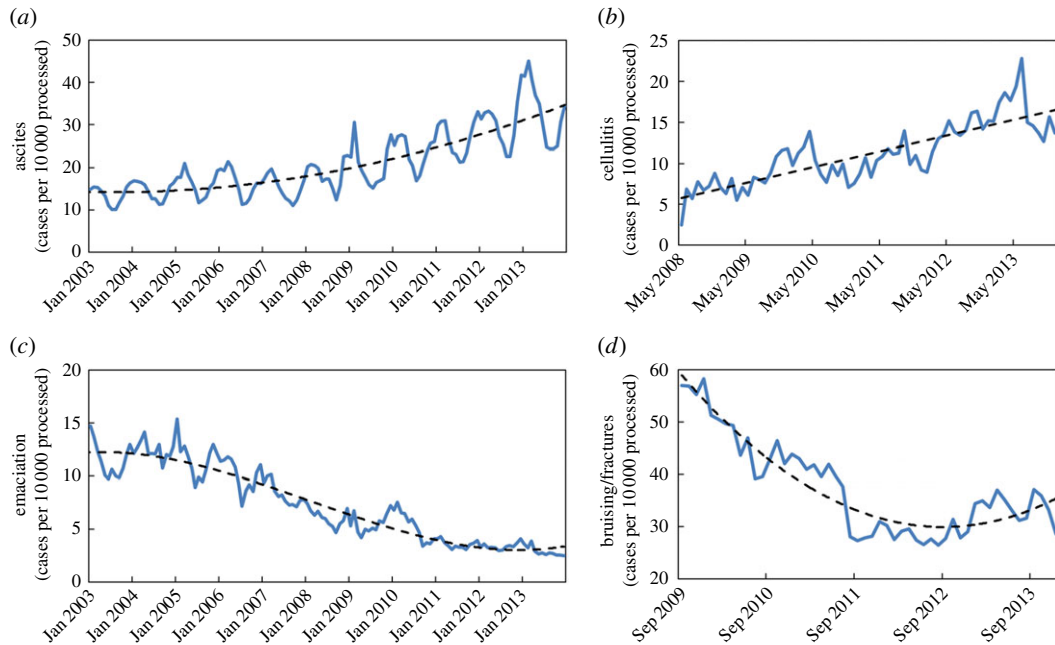 (a)
50
40
30
20
10
0
ascites
(cases per 10 000 processed)
Jan 2003
Jan 2004
Jan 2005
Jan 2006
Jan 2007
Jan 2008
Jan 2009
Jan 2010
Jan 2011
Jan 2012
Jan 2013
(b)
25
20
15
10
5
0
cellulitis
(cases per 10 000 processed)
May 2008
May 2009
May 2010
May 2011
May 2012
May 2013
(c)
20
15
10
5
0
emaciation
(cases per 10 000 processed)
Jan 2003
Jan 2004
Jan 2005
Jan 2006
Jan 2007
Jan 2008
Jan 2009
Jan 2010
Jan 2011
Jan 2012
Jan 2013
(d)
60
50
40
30
20
bruising/fractures
(cases per 10 000 processed)
Sep 2009
Sep 2010
Sep 2011
Sep 2012
Sep 2013